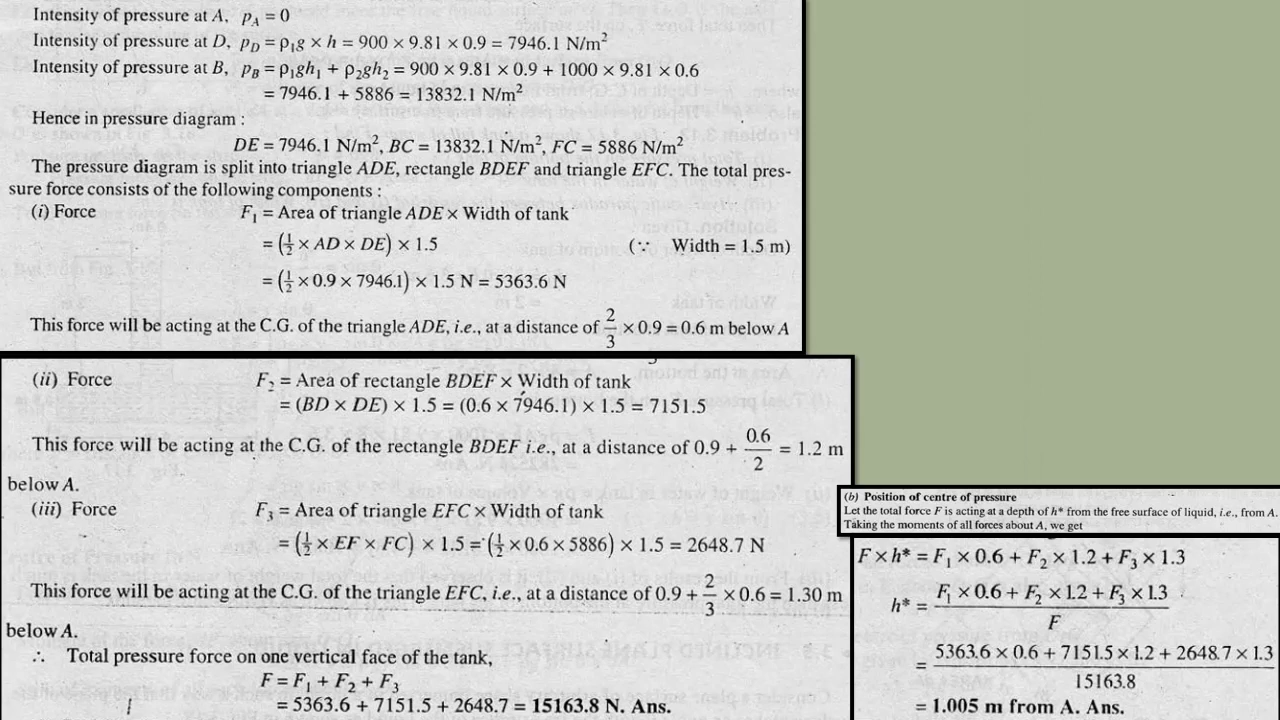 Intensity of pressure at A, p_A = 0
Intensity of pressure at D, p_D = ρ₁g × h = 900 × 9.81 × 0.9 = 7946.1 N/m²
Intensity of pressure at B, p_B = ρ₁gh₁ + ρ₂gh₂ = 900 × 9.81 × 0.9 + 1000 × 9.81 × 0.6
= 7946.1 + 5886 = 13832.1 N/m²
Hence in pressure diagram :
DE = 7946.1 N/m², BC = 13832.1 N/m², FC = 5886 N/m²
The pressure diagram is split into triangle ADE, rectangle BDEF and triangle EFC. The total pres-
sure force consists of the following components :
(i) Force F₁ = Area of triangle ADE × Width of tank
= (½ × AD × DE) × 1.5 (∵ Width = 1.5 m)
= (½ × 0.9 × 7946.1) × 1.5 N = 5363.6 N
This force will be acting at the C.G. of the triangle ADE, i.e., at a distance of 2/3 × 0.9 = 0.6 m below A
(ii) Force F₂ = Area of rectangle BDEF × Width of tank
= (BD × DE) × 1.5 = (0.6 × 7946.1) × 1.5 = 7151.5
This force will be acting at the C.G. of the rectangle BDEF i.e., at a distance of 0.9 + 0.6/2 = 1.2 m
below A.
(iii) Force F₃ = Area of triangle EFC × Width of tank
= (½ × EF × FC) × 1.5 = (½ × 0.6 × 5886) × 1.5 = 2648.7 N
This force will be acting at the C.G. of the triangle EFC, i.e., at a distance of 0.9 + 2/3 × 0.6 = 1.30 m
below A.
∴ Total pressure force on one vertical face of the tank,
F = F₁ + F₂ + F₃
= 5363.6 + 7151.5 + 2648.7 = 15163.8 N. Ans.
(b) Position of centre of pressure
Let the total force F is acting at a depth of h* from the free surface of liquid, i.e., from A.
Taking the moments of all forces about A, we get
F × h* = F₁ × 0.6 + F₂ × 1.2 + F₃ × 1.3
h* = F₁ × 0.6 + F₂ × 1.2 + F₃ × 1.3 / F
= 5363.6 × 0.6 + 7151.5 × 1.2 + 2648.7 × 1.3 / 15163.8
= 1.005 m from A. Ans.